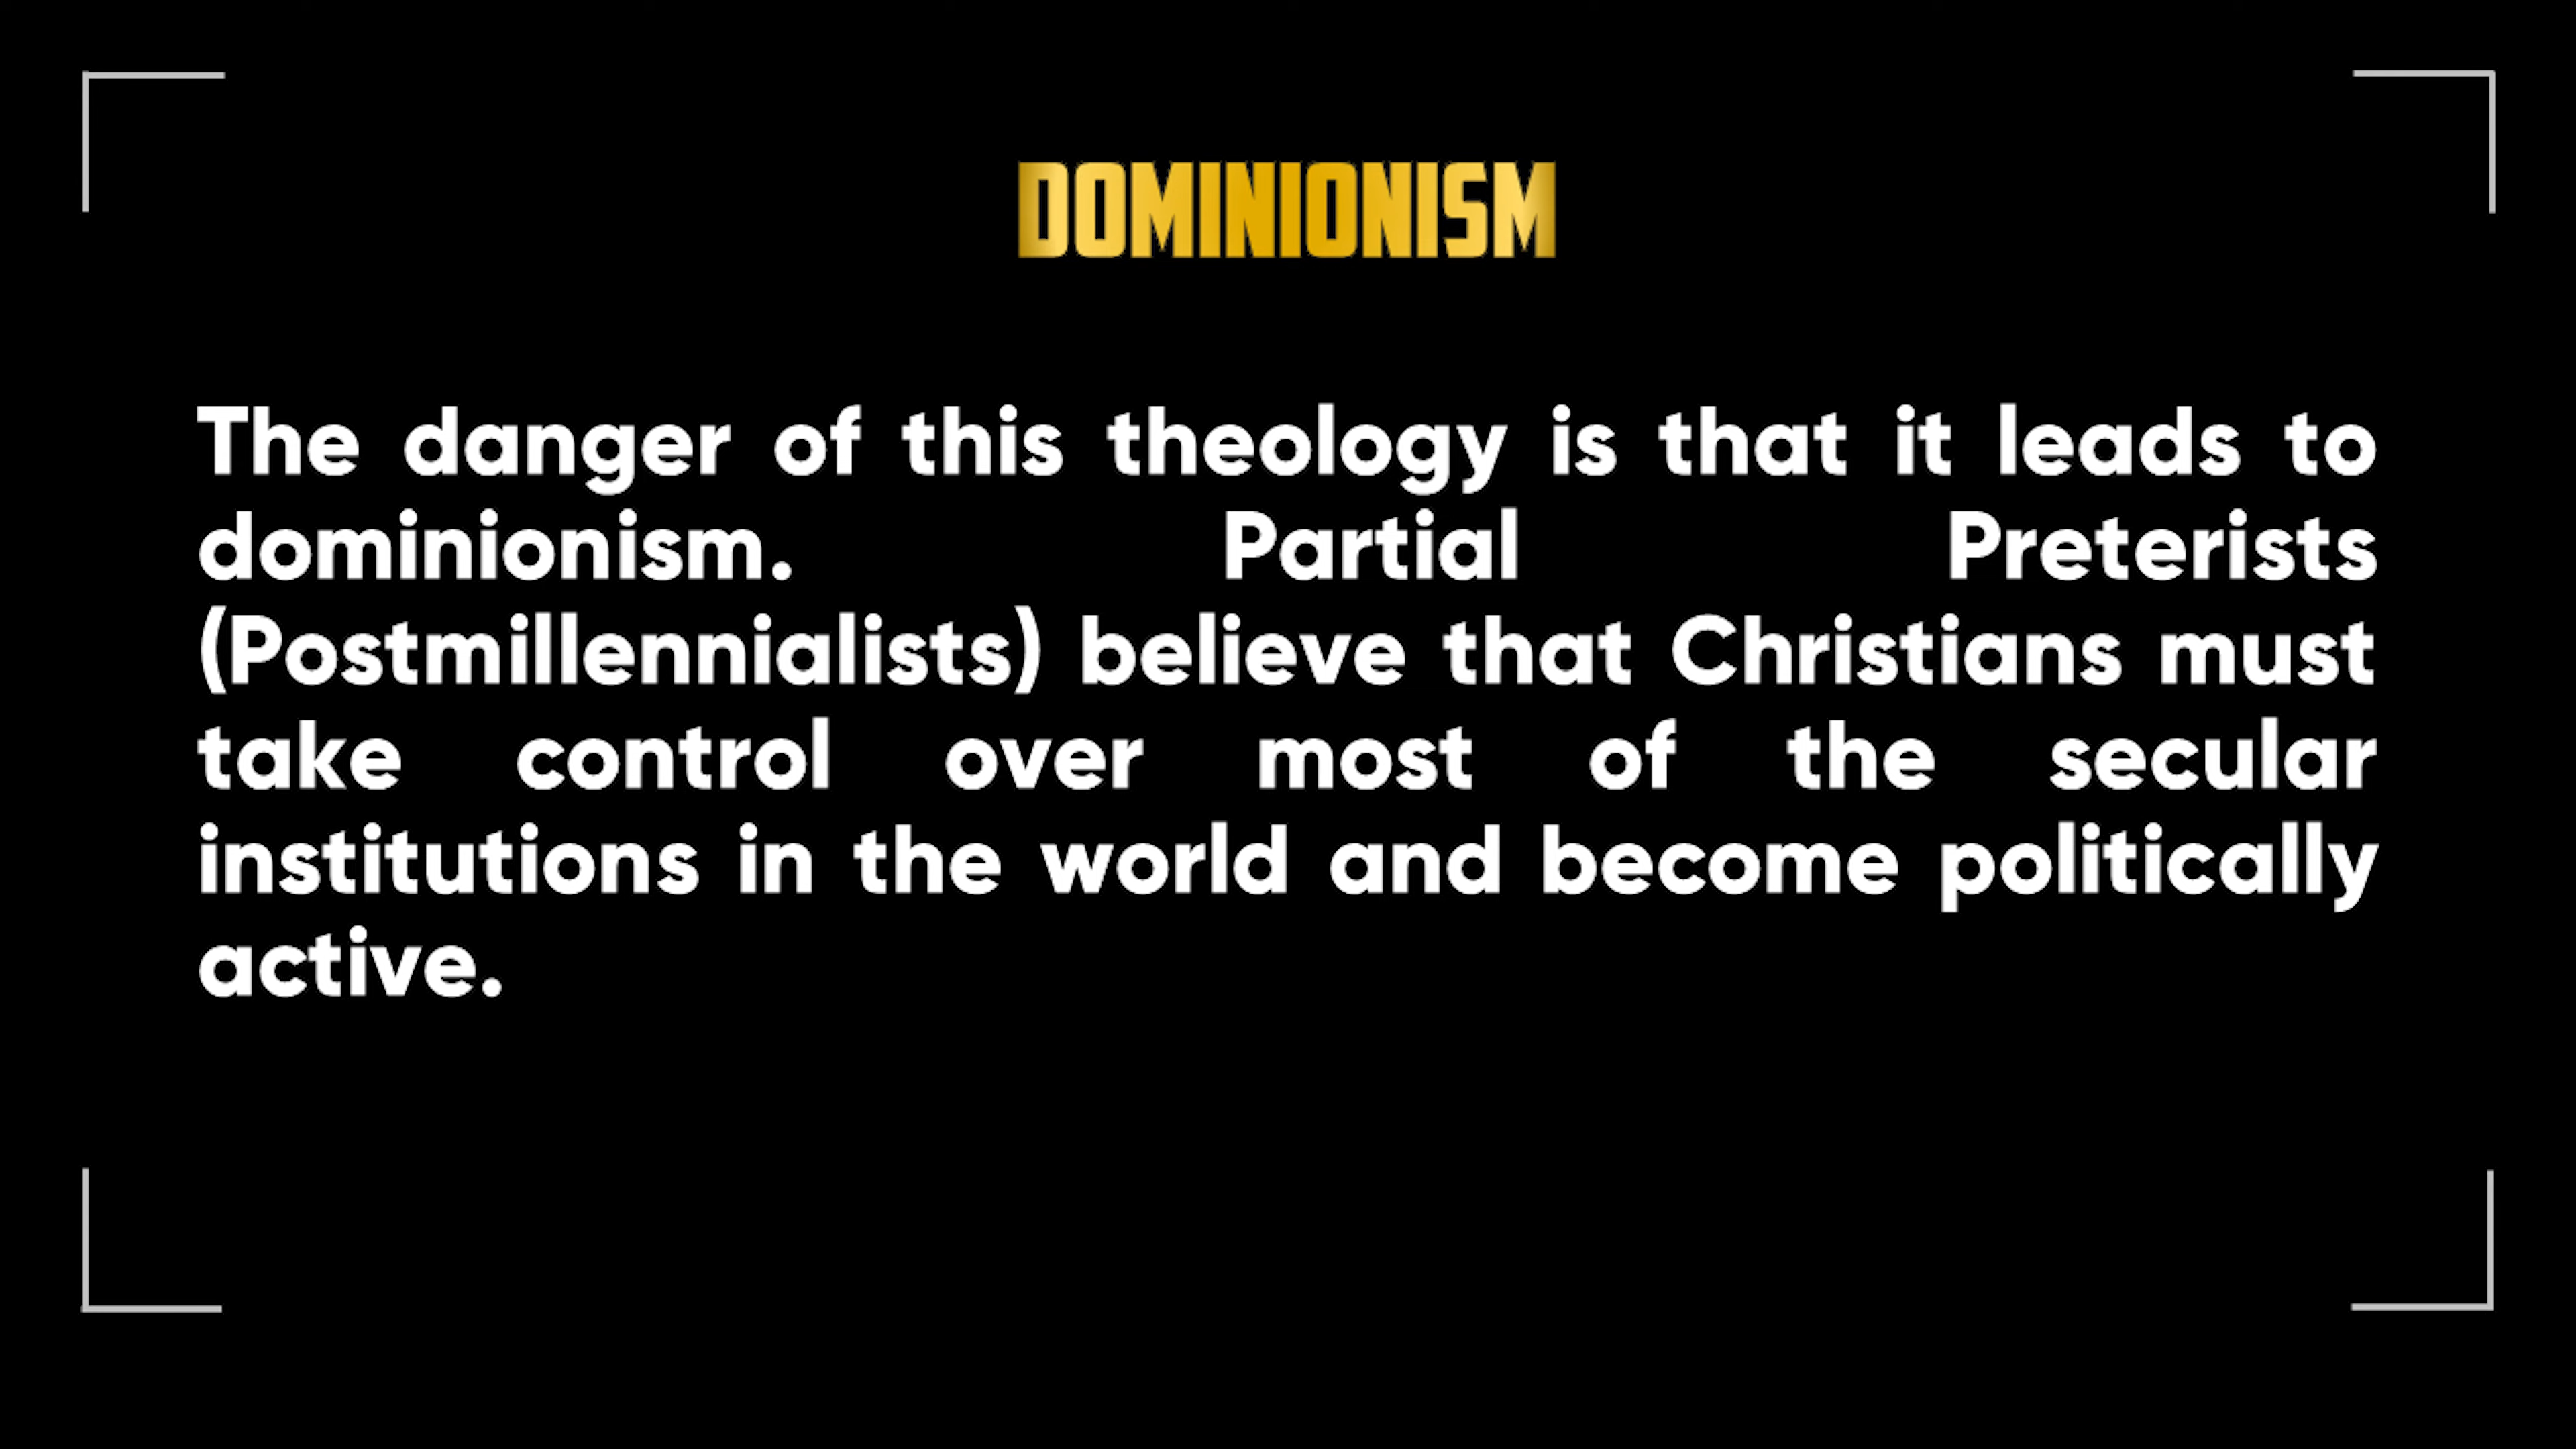 DOMINIONISM
The danger of this theology is that it leads to
dominionism. Partial Preterists
(Postmillennialists) believe that Christians must
take control over most of the secular
institutions in the world and become politically
active.